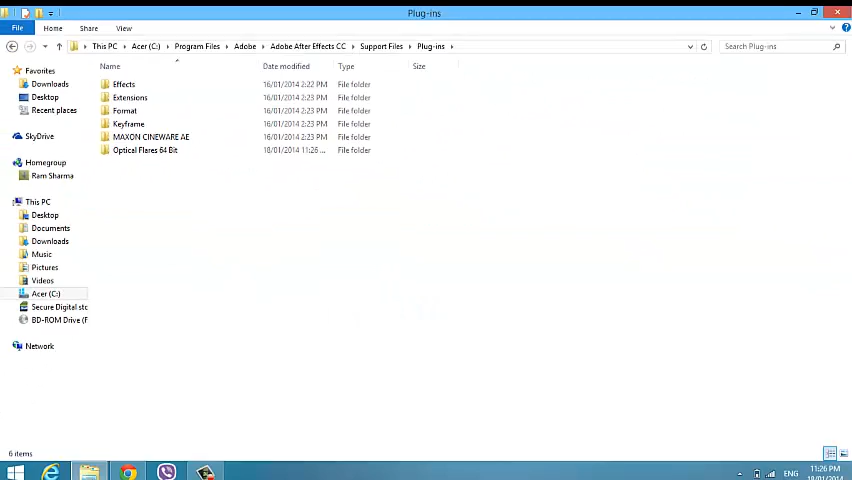 Plug-ins
File Home Share View
This PC Acer (C:) Program Files Adobe Adobe After Effects CC Support Files Plug-ins Search Plug-ins
Name Date modified Type Size
Favorites
Downloads
Desktop
Recent places
SkyDrive
Homegroup
Ram Sharma
This PC
Desktop
Documents
Downloads
Music
Pictures
Videos
Acer (C:)
Secure Digital stc
BD-ROM Drive (F
Network
Effects 16/01/2014 2:22 PM File folder
Extensions 16/01/2014 2:23 PM File folder
Format 16/01/2014 2:23 PM File folder
Keyframe 16/01/2014 2:23 PM File folder
MAXON CINEWARE AE 16/01/2014 2:23 PM File folder
Optical Flares 64 Bit 18/01/2014 11:26 ... File folder
6 items
ENG
11:26 PM
18/01/2014